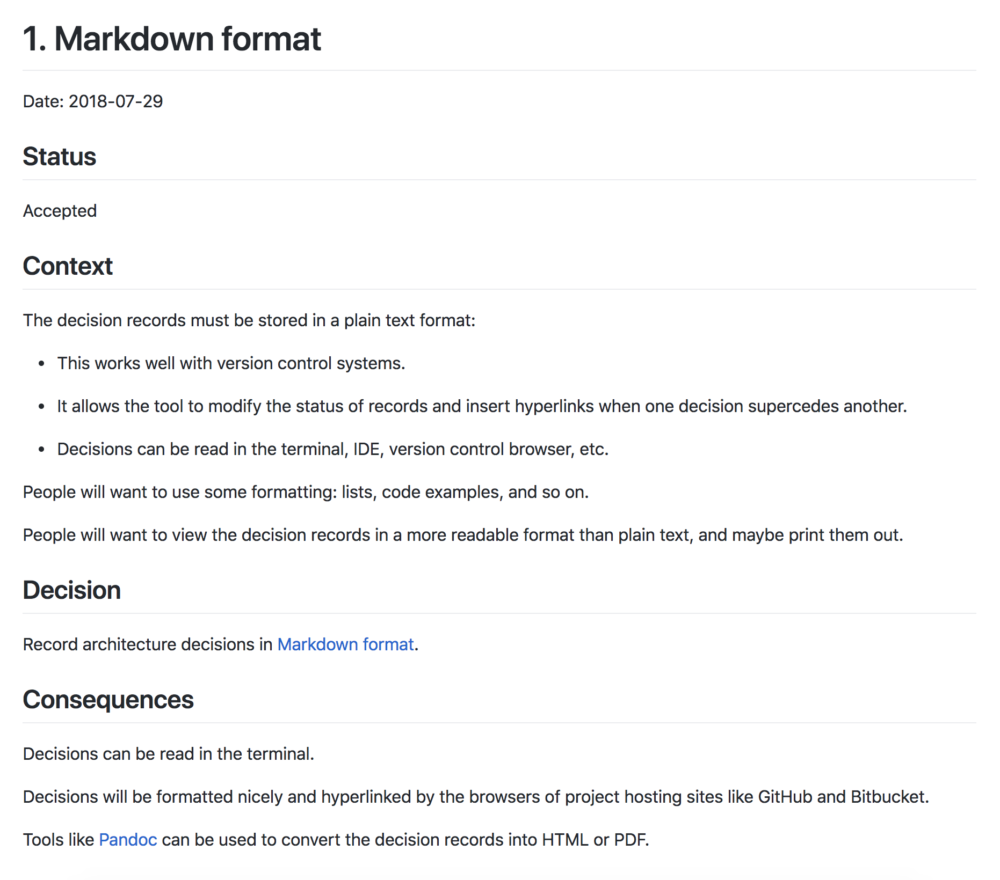 1. Markdown format
Date: 2018-07-29
Status
Accepted
Context
The decision records must be stored in a plain text format:
• This works well with version control systems.
• It allows the tool to modify the status of records and insert hyperlinks when one decision supercedes another.
• Decisions can be read in the terminal, IDE, version control browser, etc.
People will want to use some formatting: lists, code examples, and so on.
People will want to view the decision records in a more readable format than plain text, and maybe print them out.
Decision
Record architecture decisions in Markdown format.
Consequences
Decisions can be read in the terminal.
Decisions will be formatted nicely and hyperlinked by the browsers of project hosting sites like GitHub and Bitbucket.
Tools like Pandoc can be used to convert the decision records into HTML or PDF.